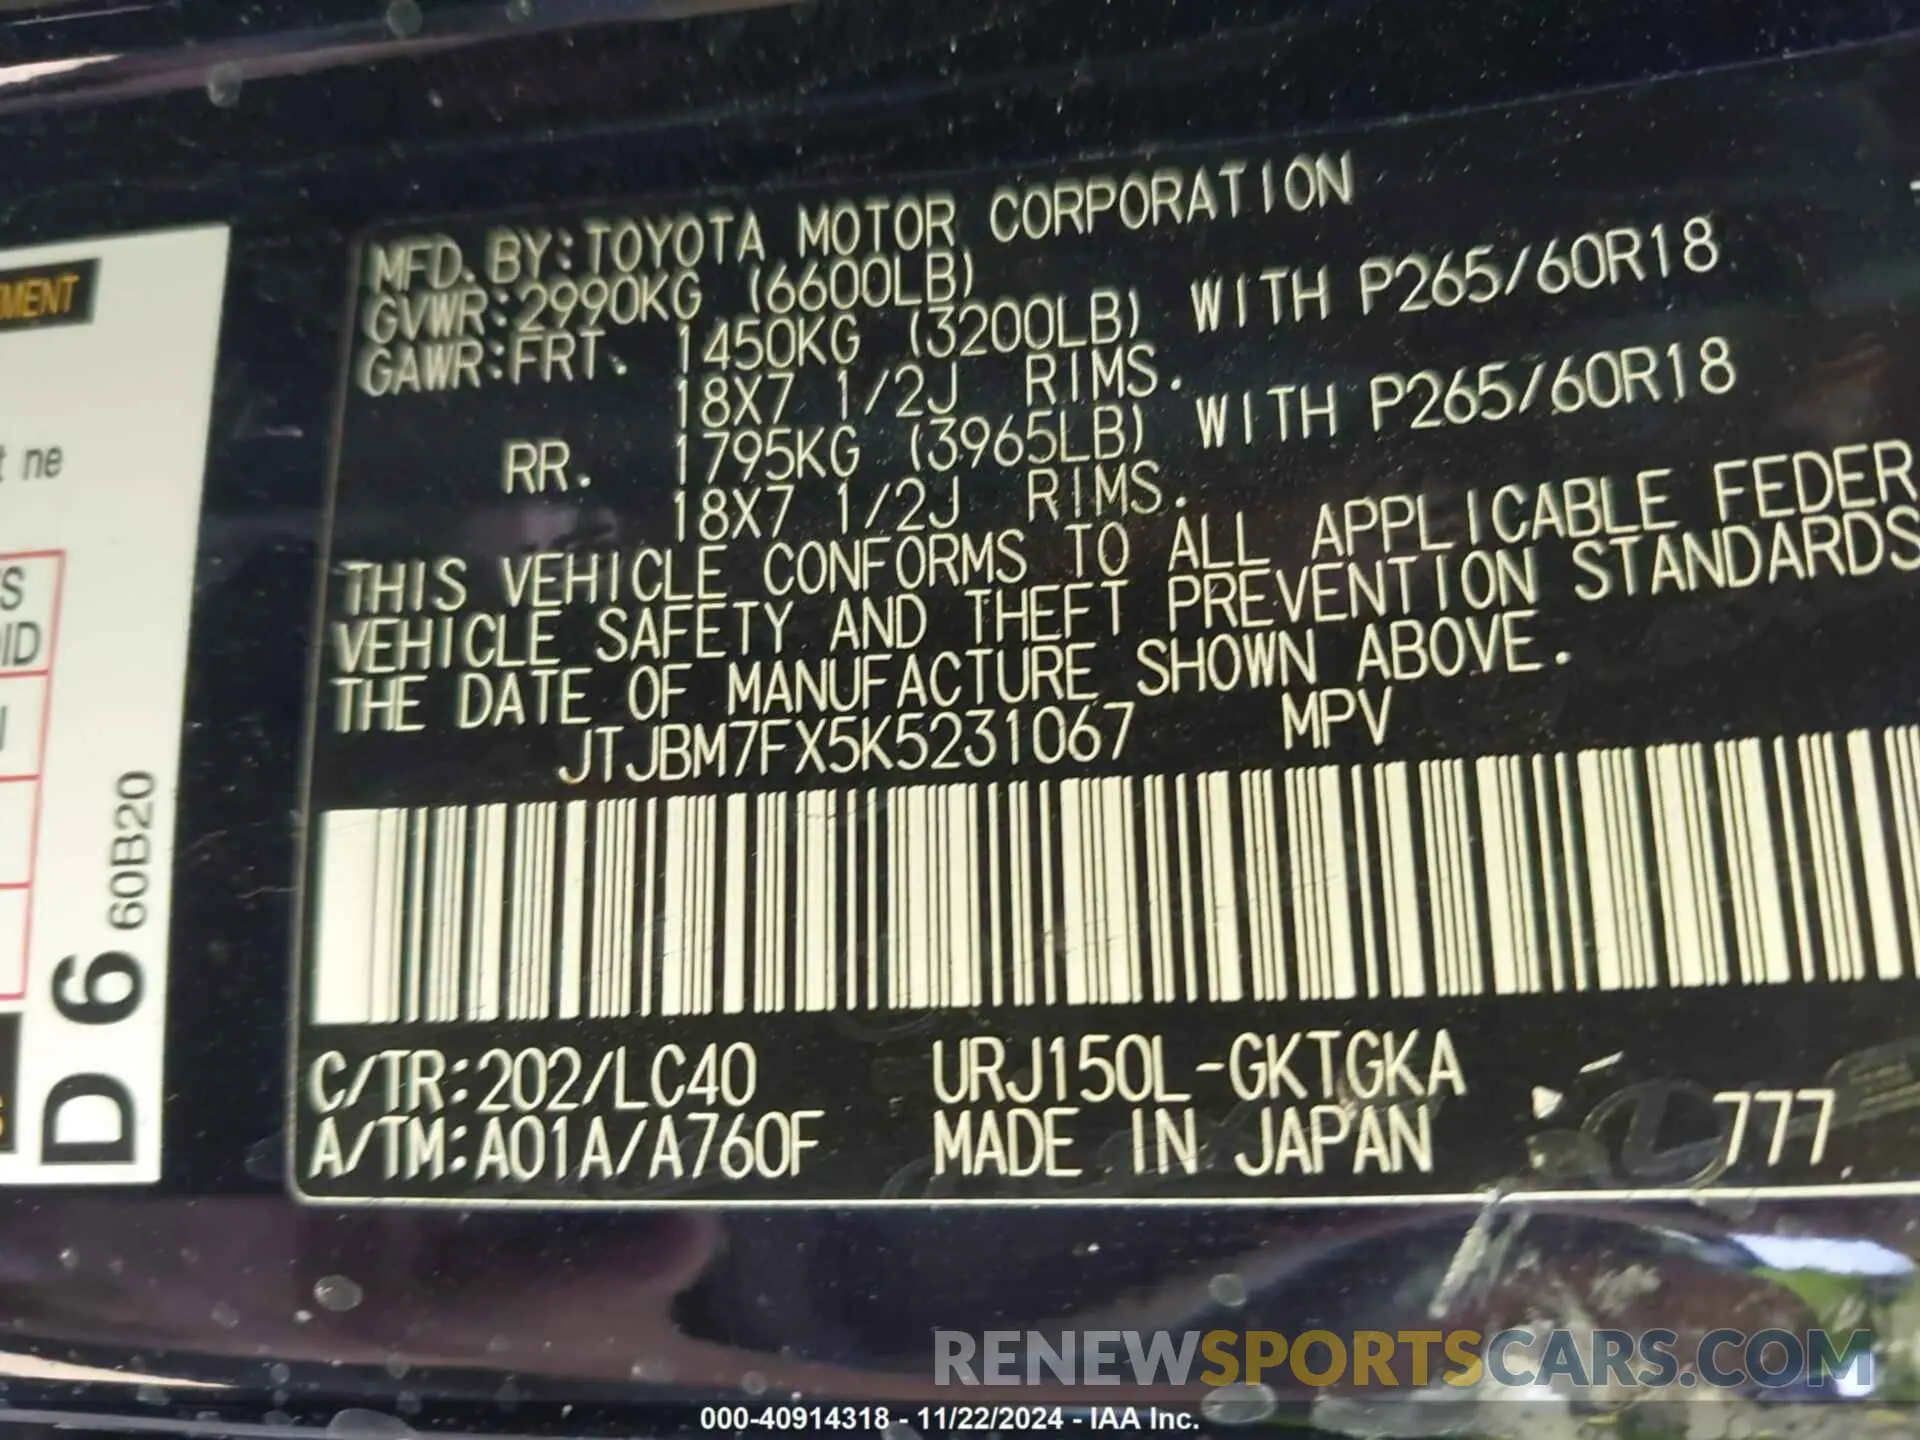 MFD. BY: TOYOTA MOTOR CORPORATION
GVWR: 2990KG (6600LB)
GAWR: FRT. 1450KG (3200LB) WITH P265/60R18
18X7 1/2J RIMS.
RR. 1795KG (3965LB) WITH P265/60R18
18X7 1/2J RIMS.
THIS VEHICLE CONFORMS TO ALL APPLICABLE FEDER
VEHICLE SAFETY AND THEFT PREVENTION STANDARDS
THE DATE OF MANUFACTURE SHOWN ABOVE.
JTJBM7FX5K5231067 MPV
C/TR: 202/LC40 URJ150L-GKTGKA
A/TM: A01A/A760F MADE IN JAPAN 777
MENT
ne
ID
D 6 60B20
RENEWSPORTSCARS.COM
000-40914318 - 11/22/2024 - IAA Inc.